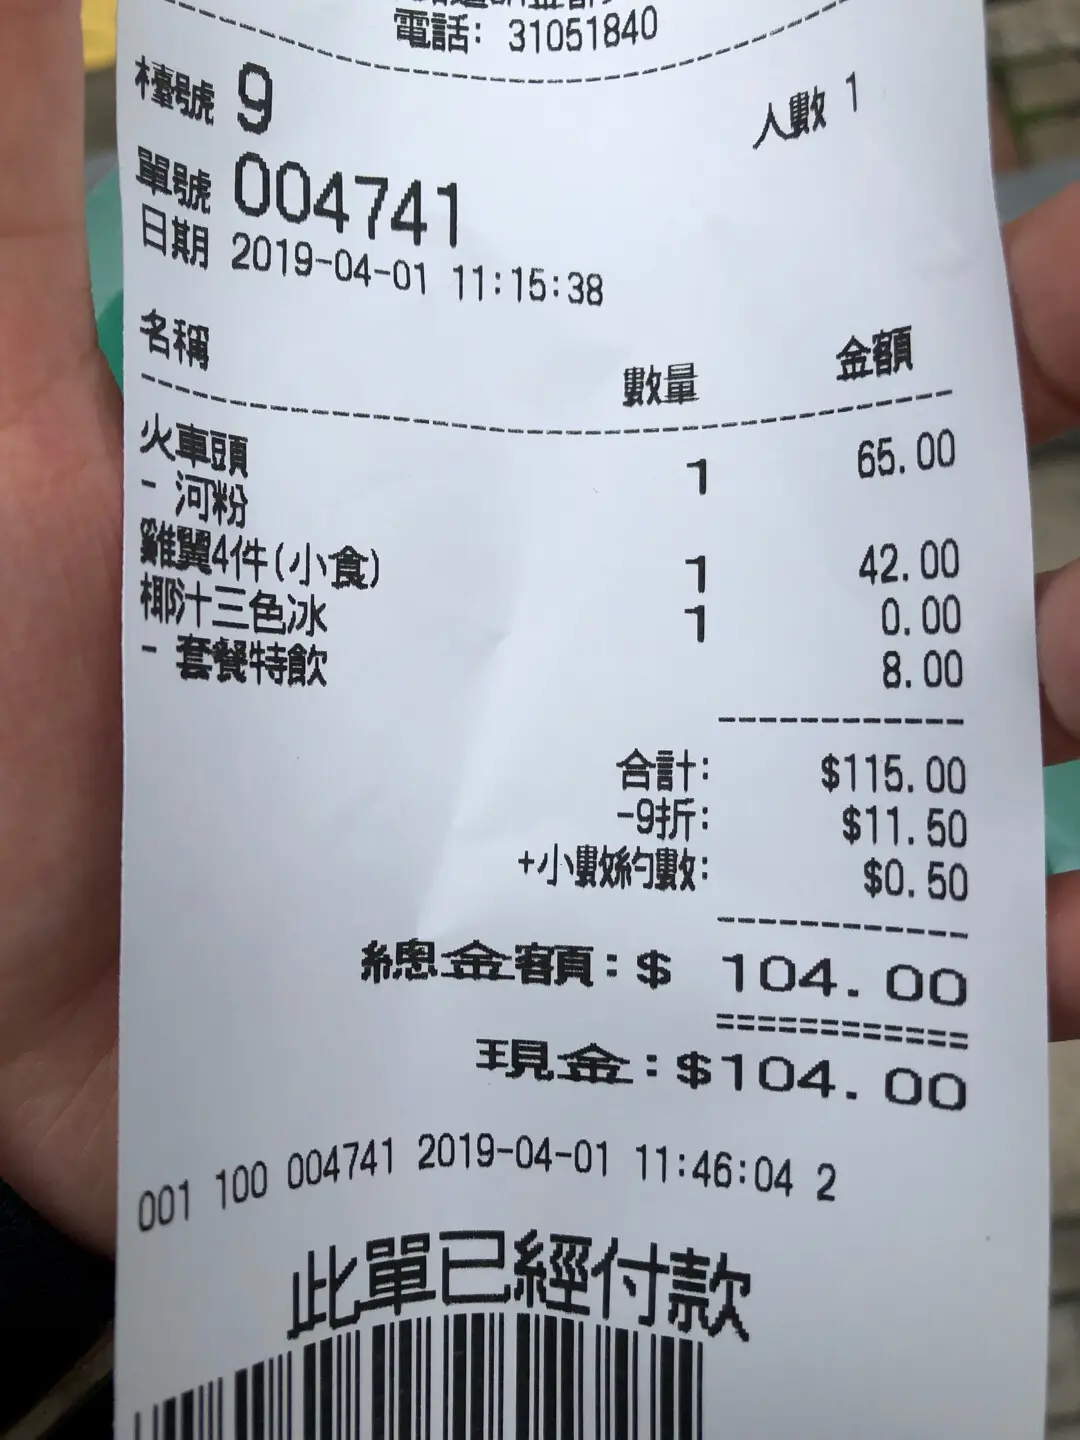 電話: 31051840
檯號 9
人數 1
單號 004741
日期 2019-04-01 11:15:38
名稱 數量 金額
火車頭 1 65.00
- 河粉
雞翼4件(小食) 1 42.00
椰汁三色冰 1 0.00
- 套餐特飲 8.00
合計: $115.00
-9折: $11.50
+小數912約數: $0.50
總金額:$ 104.00
現金:$104.00
001 100 004741 2019-04-01 11:46:04 2
此單已經付款